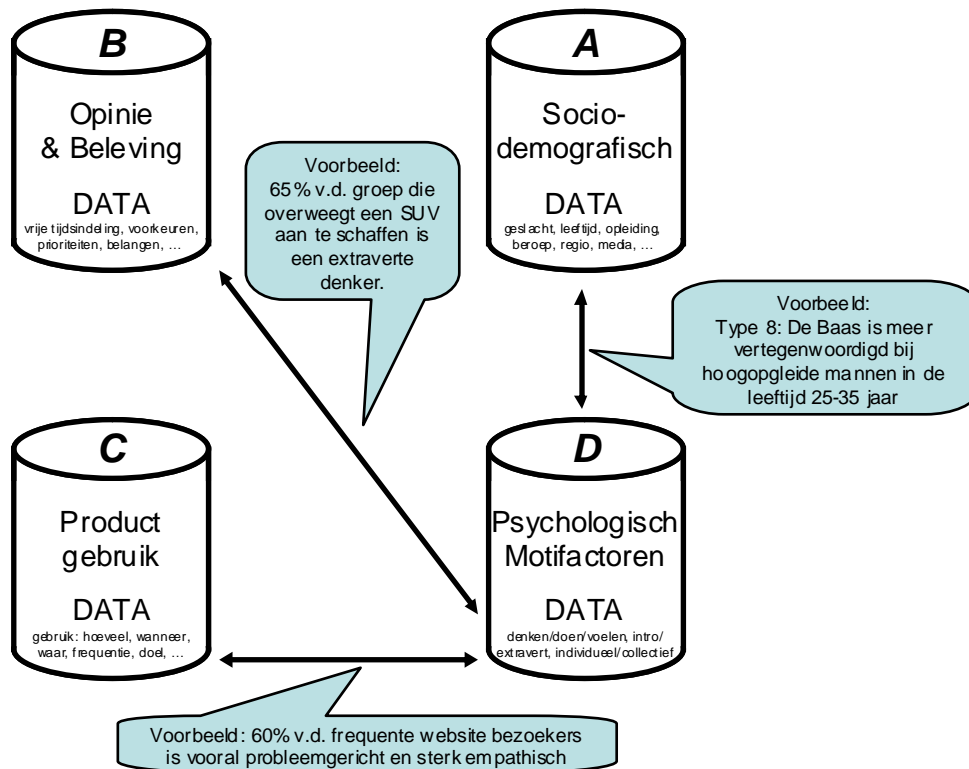 B
Opinie
& Beleving
DATA
vrije tijdsindeling, voorkeuren,
prioriteiten, belangen, …
A
Socio-
demografisch
DATA
geslacht, leeftijd, opleiding,
beroep, regio, media, …
Voorbeeld:
65% v.d. groep die
overweegt een SUV
aan te schaffen is
een extraverte
denker.
Voorbeeld:
Type 8: De Baas is meer
vertegenwoordigd bij
hoogopgleide mannen in de
leeftijd 25-35 jaar
C
Product
gebruik
DATA
gebruik: hoeveel, wanneer,
waar, frequentie, doel, …
D
Psychologisch
Motifactoren
DATA
denken/doen/voelen, intro/
extravert, individueel/collectief
Voorbeeld: 60% v.d. frequente website bezoekers
is vooral probleemgericht en sterk empathisch